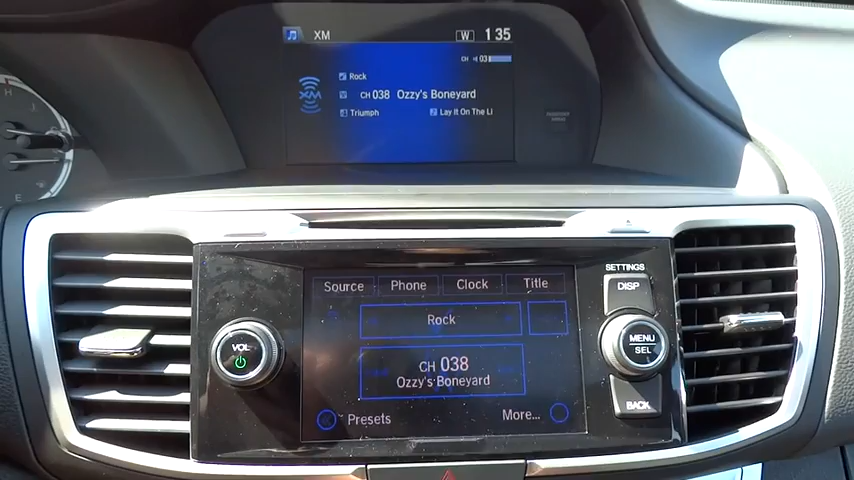 XM W 1 35
CH 03
Rock
XM
CH 038 Ozzy's Boneyard
Triumph Lay It On The Li
H
E
SETTINGS
Source Phone Clock Title
DISP
Rock
VOL
MENU
SEL
CH 038
Ozzy's Boneyard
BACK
Presets More...